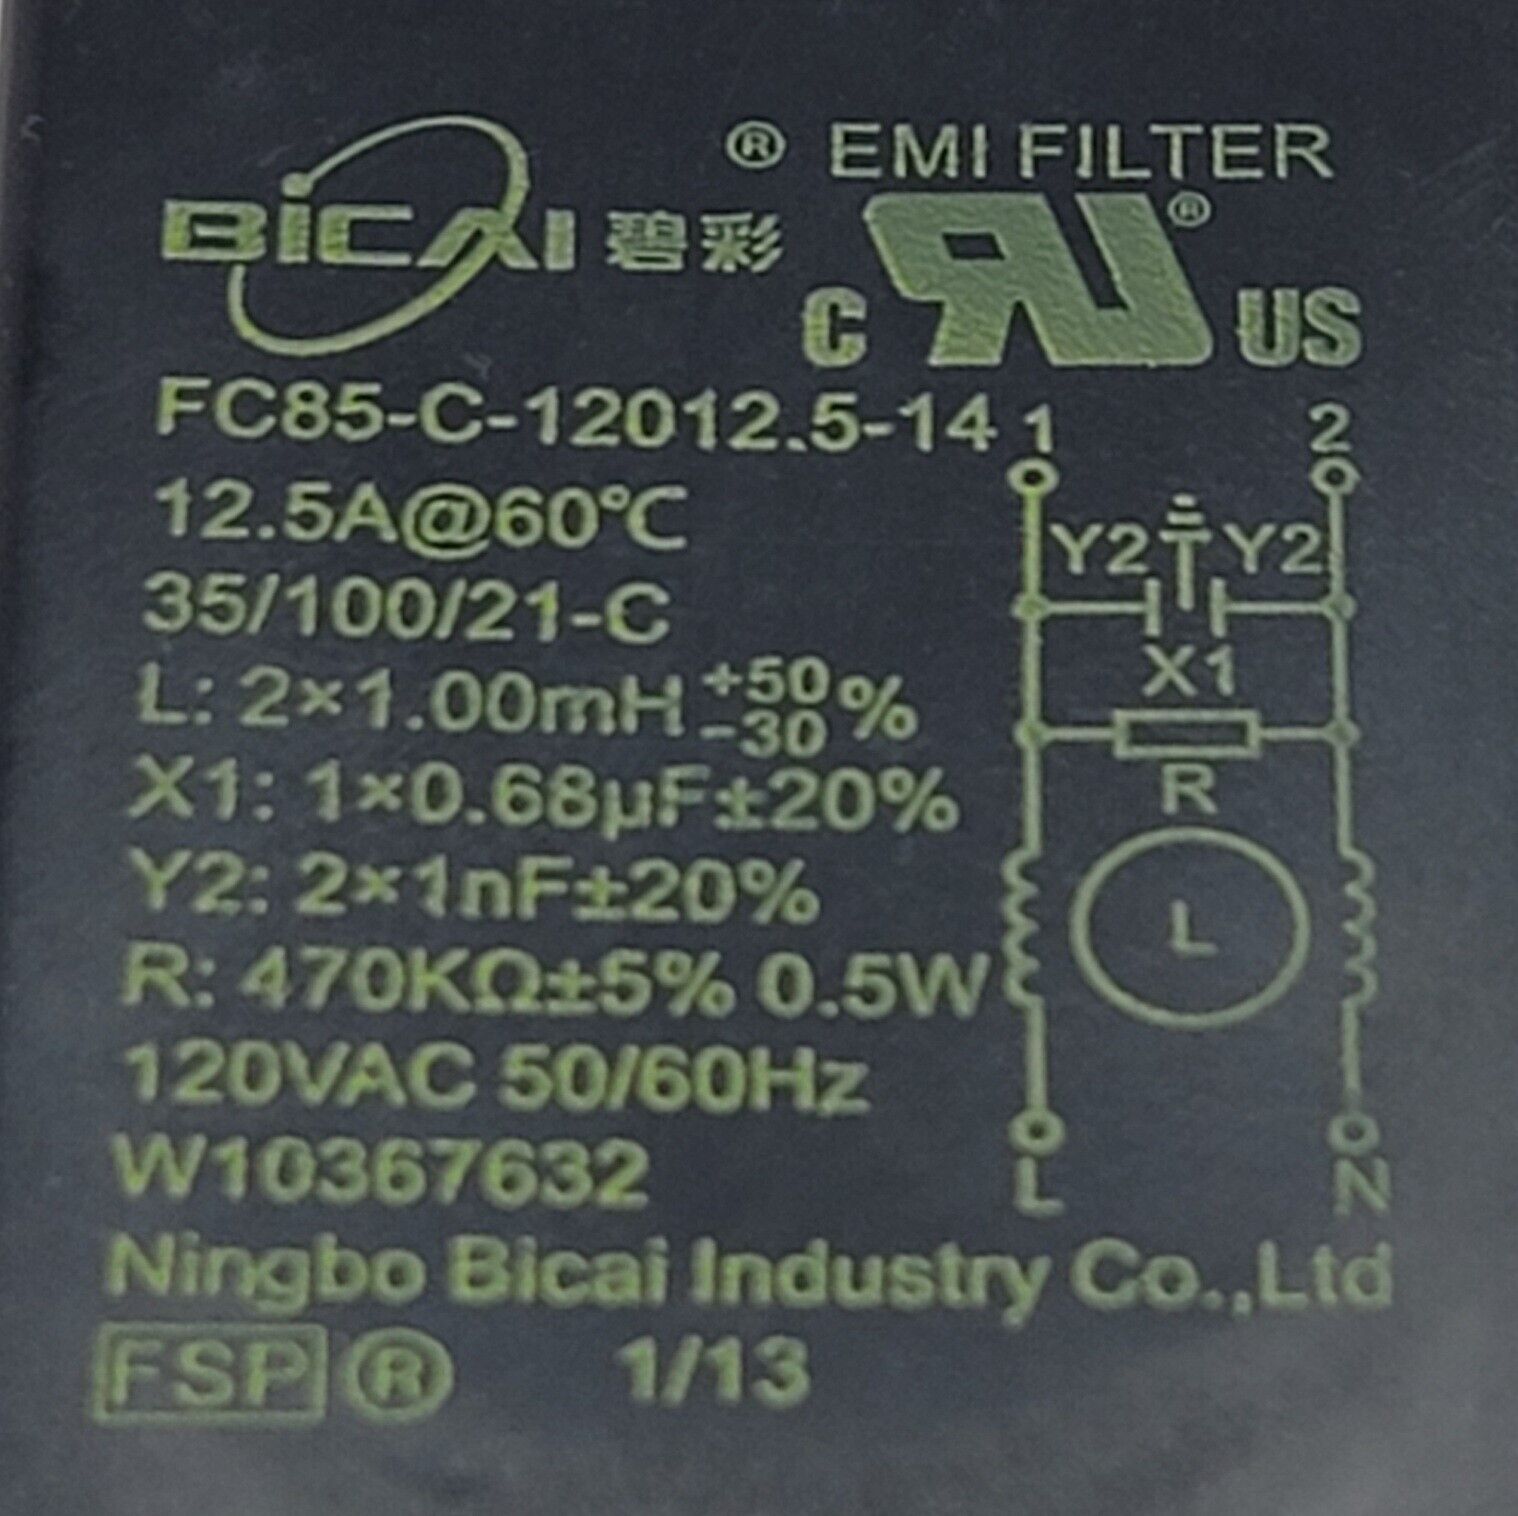 ® EMI FILTER
BiCAI 碧彩
C RU® US
FC85-C-12012.5-14
12.5A@60℃
35/100/21-C
L: 2×1.00mH +50 -30 %
X1: 1×0.68µF±20%
Y2: 2×1nF±20%
R: 470KΩ±5% 0.5W
120VAC 50/60Hz
W10367632
Ningbo Bicai Industry Co.,Ltd
FSP® 1/13
1 2
Y2 Y2
X1
R
L
L N